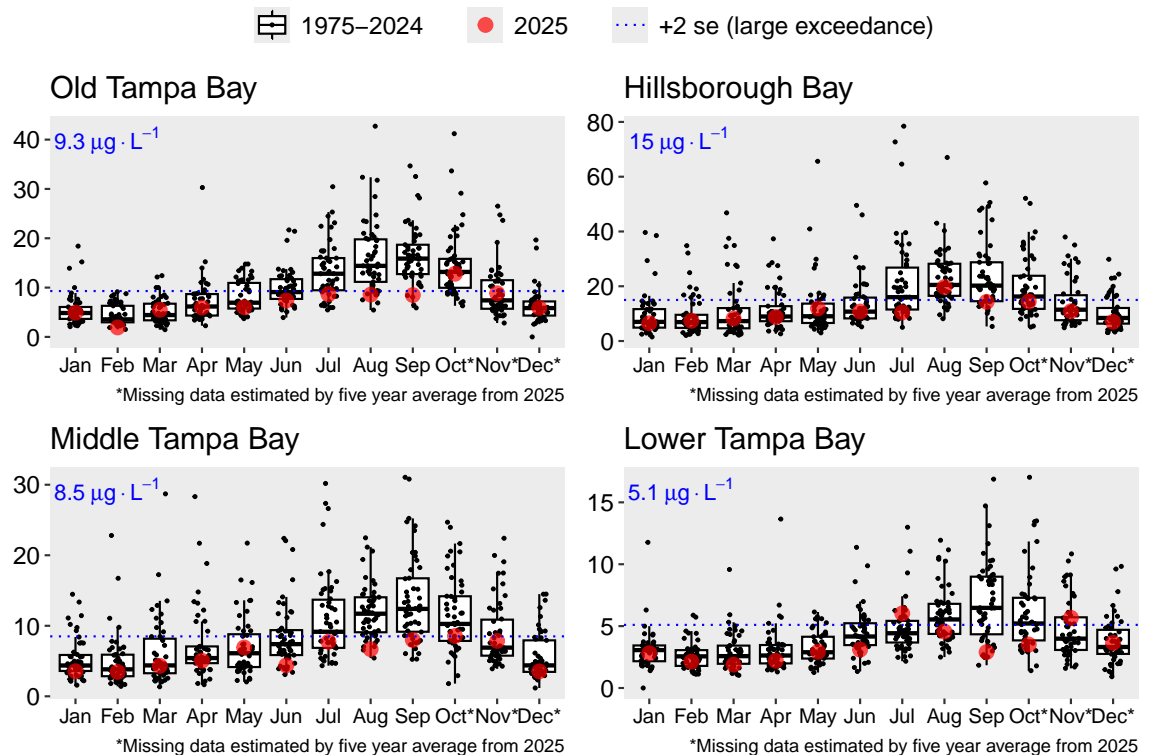 1975−2024 2025 +2 se (large exceedance)
Old Tampa Bay
9.3 μg⋅L⁻¹
40
30
20
10
0
Jan Feb Mar Apr May Jun Jul Aug Sep Oct* Nov* Dec*
*Missing data estimated by five year average from 2025
Hillsborough Bay
15 μg⋅L⁻¹
80
60
40
20
0
Jan Feb Mar Apr May Jun Jul Aug Sep Oct* Nov* Dec*
*Missing data estimated by five year average from 2025
Middle Tampa Bay
8.5 μg⋅L⁻¹
30
20
10
0
Jan Feb Mar Apr May Jun Jul Aug Sep Oct* Nov* Dec*
*Missing data estimated by five year average from 2025
Lower Tampa Bay
5.1 μg⋅L⁻¹
15
10
5
0
Jan Feb Mar Apr May Jun Jul Aug Sep Oct* Nov* Dec*
*Missing data estimated by five year average from 2025